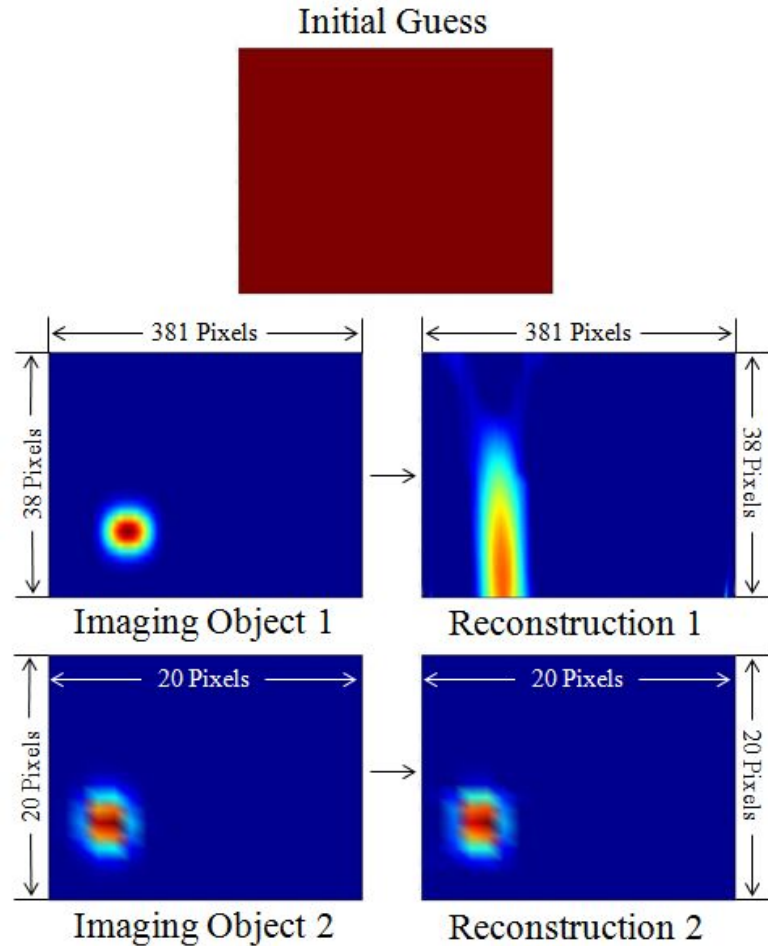 Initial Guess
381 Pixels
381 Pixels
38 Pixels
38 Pixels
Imaging Object 1
Reconstruction 1
20 Pixels
20 Pixels
20 Pixels
20 Pixels
Imaging Object 2
Reconstruction 2